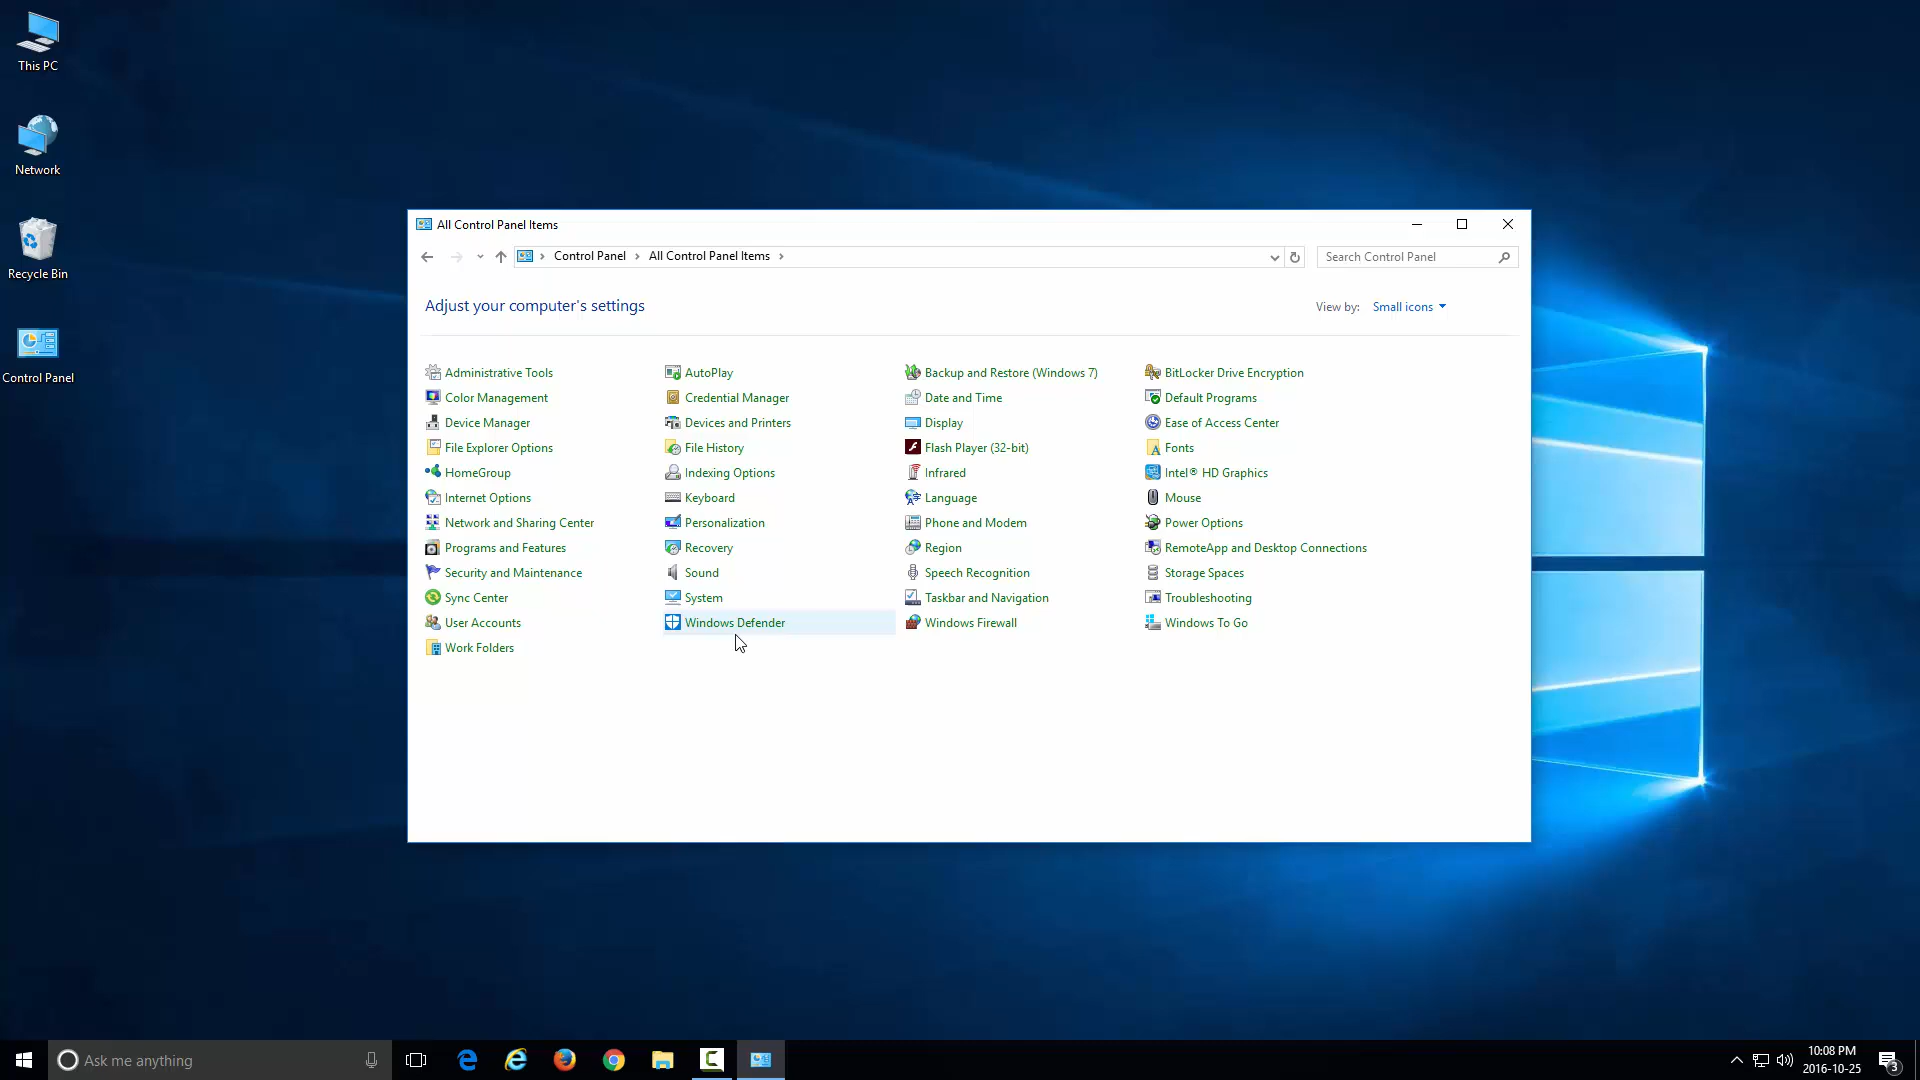 This PC
Network
Recycle Bin
Control Panel
All Control Panel Items
Control Panel All Control Panel Items
Search Control Panel
Adjust your computer's settings
View by: Small icons
Administrative Tools AutoPlay Backup and Restore (Windows 7) BitLocker Drive Encryption
Color Management Credential Manager Date and Time Default Programs
Device Manager Devices and Printers Display Ease of Access Center
File Explorer Options File History Flash Player (32-bit) Fonts
HomeGroup Indexing Options Infrared Intel® HD Graphics
Internet Options Keyboard Language Mouse
Network and Sharing Center Personalization Phone and Modem Power Options
Programs and Features Recovery Region RemoteApp and Desktop Connections
Security and Maintenance Sound Speech Recognition Storage Spaces
Sync Center System Taskbar and Navigation Troubleshooting
User Accounts Windows Defender Windows Firewall Windows To Go
Work Folders
Ask me anything
10:08 PM
2016-10-25
3